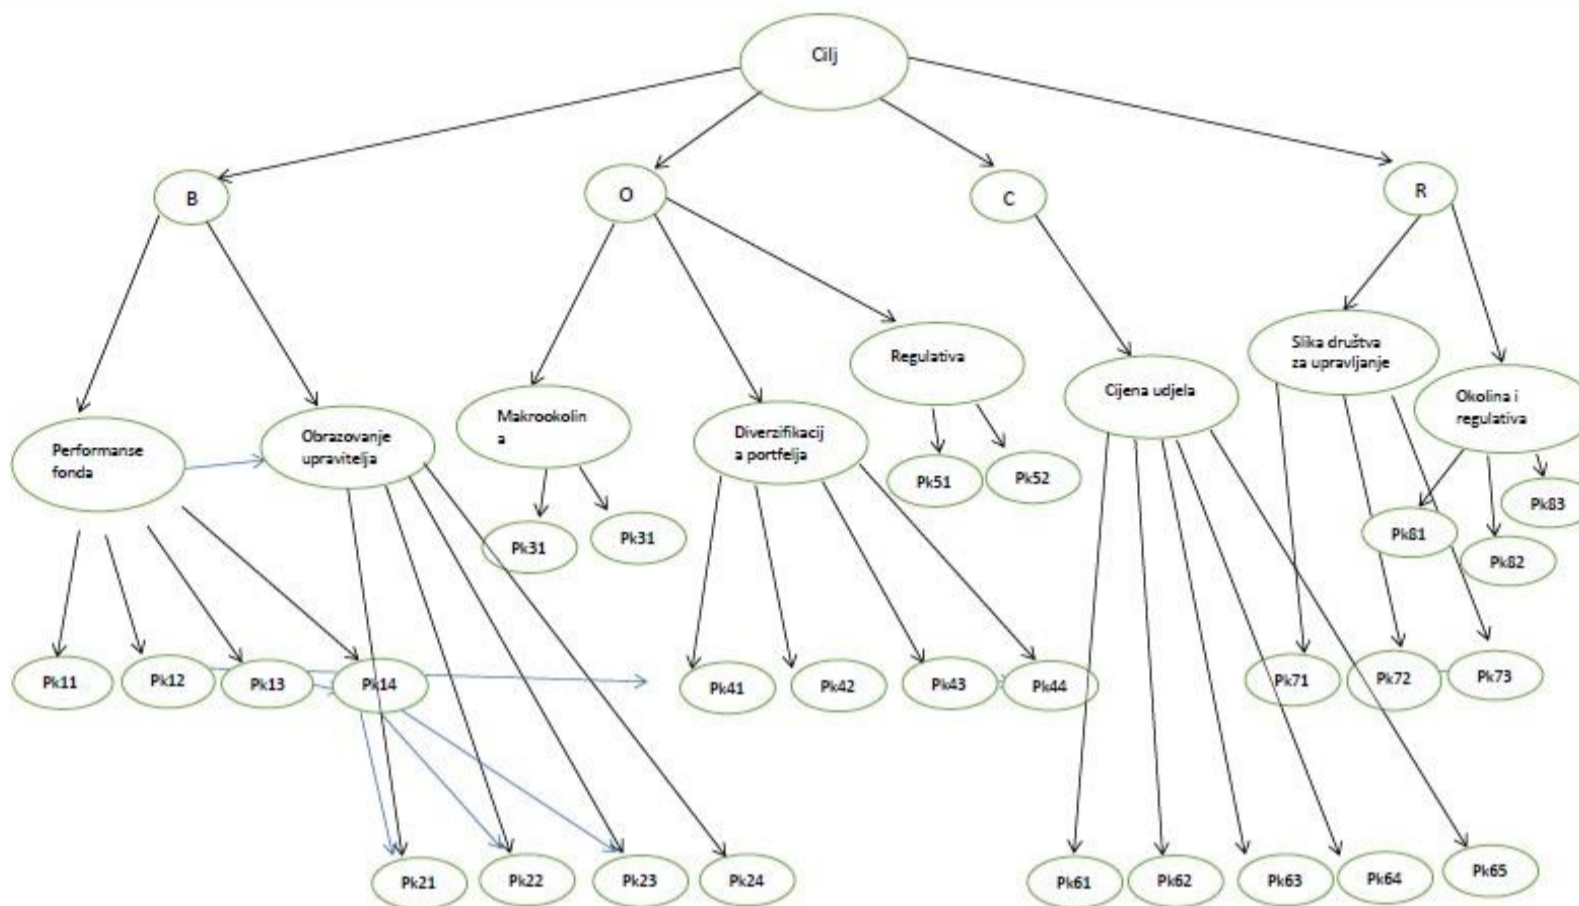 Cilj
B
O
C
R
Performanse
fonda
Obrazovanje
upravitelja
Makrookolin
a
Diverzifikacij
a portfelja
Regulativa
Cijena udjela
Slika društva
za upravljanje
Okolina i
regulativa
Pk51
Pk52
Pk31
Pk31
Pk81
Pk82
Pk83
Pk11
Pk12
Pk13
Pk14
Pk41
Pk42
Pk43
Pk44
Pk71
Pk72
Pk73
Pk21
Pk22
Pk23
Pk24
Pk61
Pk62
Pk63
Pk64
Pk65